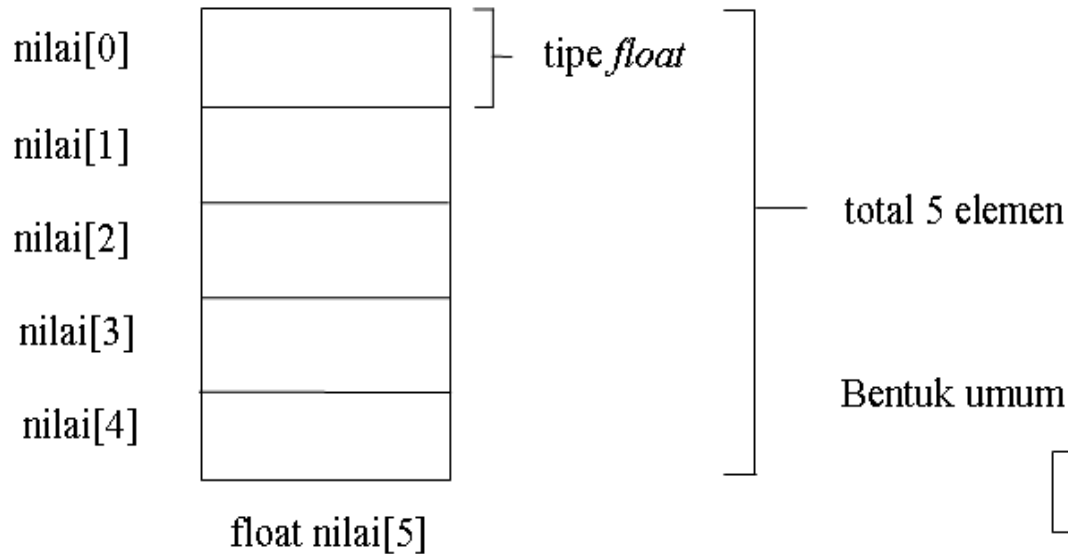 nilai[0]
tipe float
nilai[1]
nilai[2]
total 5 elemen
nilai[3]
nilai[4]
Bentuk umum
float nilai[5]